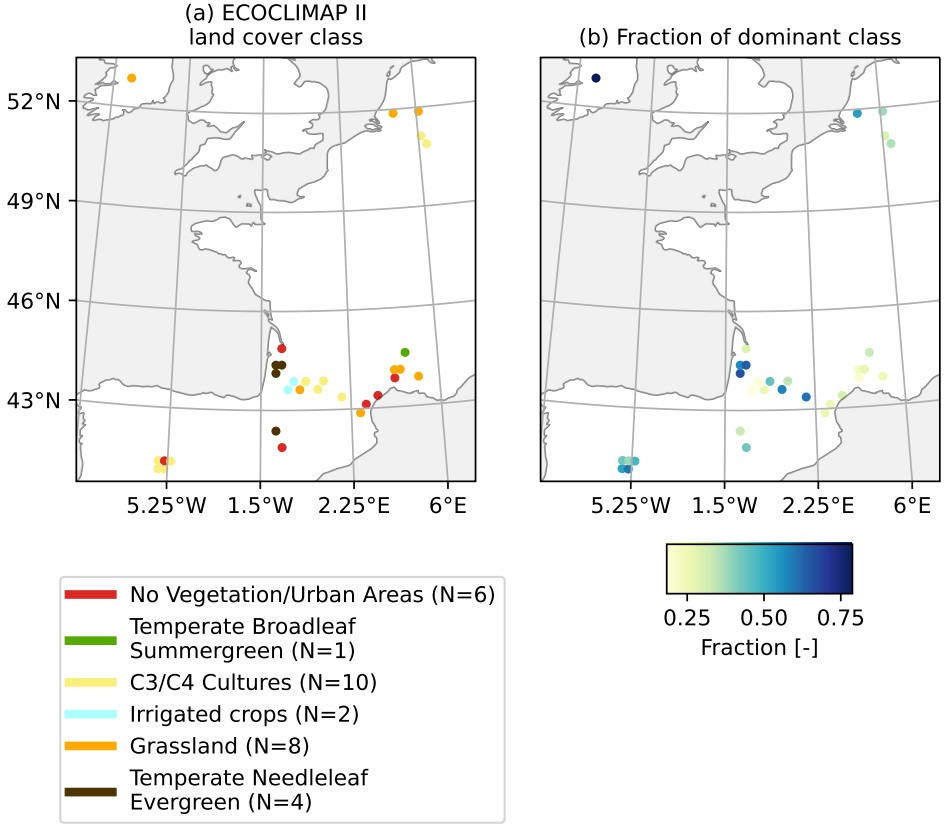 (a) ECOCLIMAP II
land cover class
(b) Fraction of dominant class
52°N
49°N
46°N
43°N
5.25°W 1.5°W 2.25°E 6°E
5.25°W 1.5°W 2.25°E 6°E
0.25 0.50 0.75
Fraction [-]
No Vegetation/Urban Areas (N=6)
Temperate Broadleaf
Summergreen (N=1)
C3/C4 Cultures (N=10)
Irrigated crops (N=2)
Grassland (N=8)
Temperate Needleleaf
Evergreen (N=4)